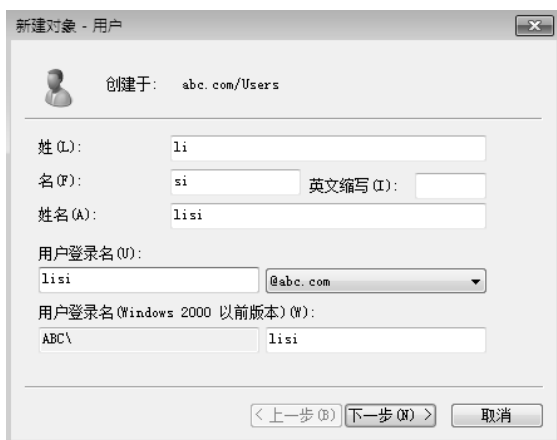 新建对象 - 用户
创建于: abc.com/Users
姓(L): li
名(F): si 英文缩写(I):
姓名(A): lisi
用户登录名(U):
lisi @abc.com
用户登录名(Windows 2000 以前版本)(W):
ABC\ lisi
< 上一步(B) 下一步(N) > 取消